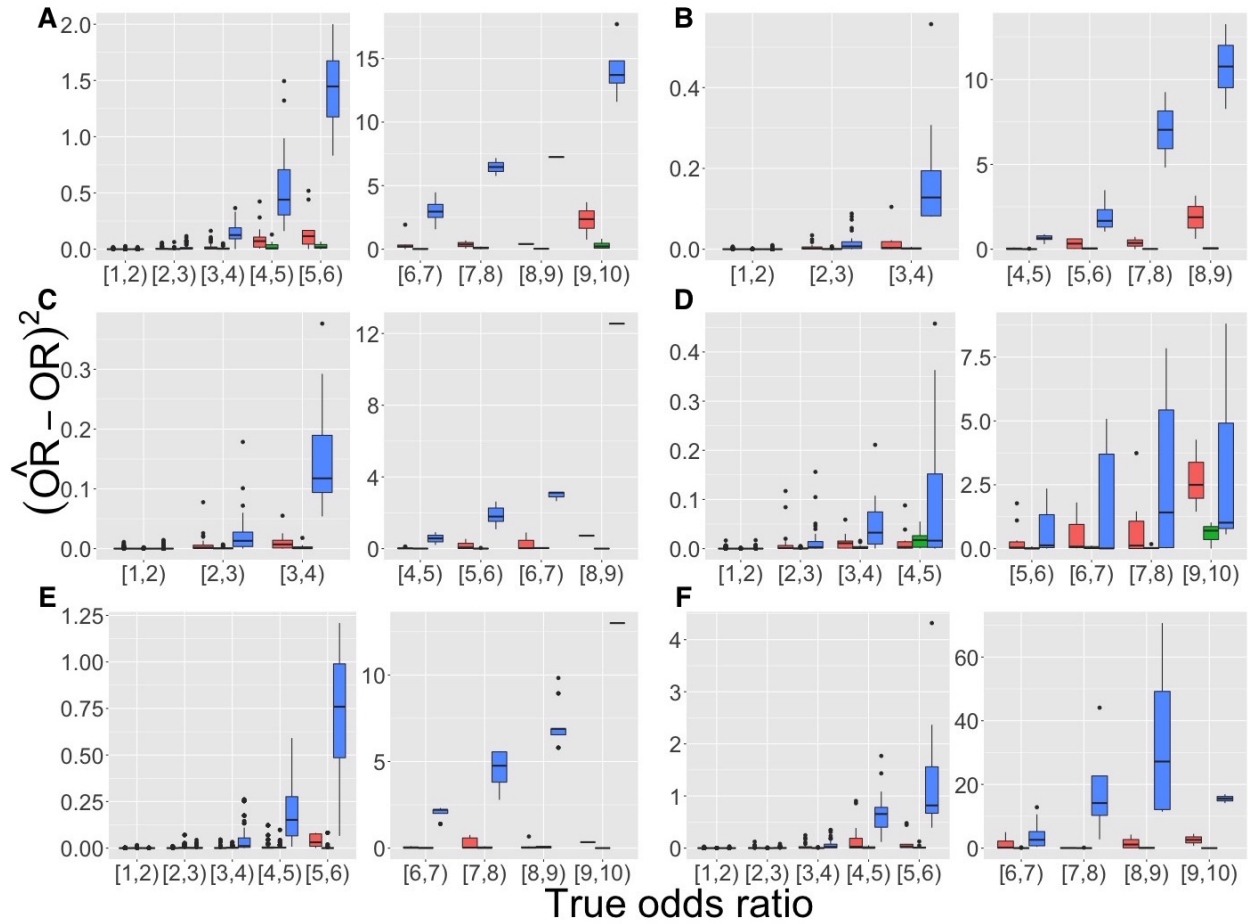 A
2.0
1.5
1.0
0.5
0.0
[1,2) [2,3) [3,4) [4,5) [5,6)
15
10
5
0
[6,7) [7,8) [8,9) [9,10)
B
0.4
0.2
0.0
[1,2) [2,3) [3,4)
10
5
0
[4,5) [5,6) [7,8) [8,9)
C
0.3
0.2
0.1
0.0
[1,2) [2,3) [3,4)
12
8
4
0
[4,5) [5,6) [6,7) [8,9)
D
0.4
0.3
0.2
0.1
0.0
[1,2) [2,3) [3,4) [4,5)
7.5
5.0
2.5
0.0
[5,6) [6,7) [7,8) [9,10)
E
1.25
1.00
0.75
0.50
0.25
0.00
[1,2) [2,3) [3,4) [4,5) [5,6)
10
5
0
[6,7) [7,8) [8,9) [9,10)
F
4
3
2
1
0
[1,2) [2,3) [3,4) [4,5) [5,6)
60
40
20
0
[6,7) [7,8) [8,9) [9,10)
(ÔR – OR)²c
True odds ratio